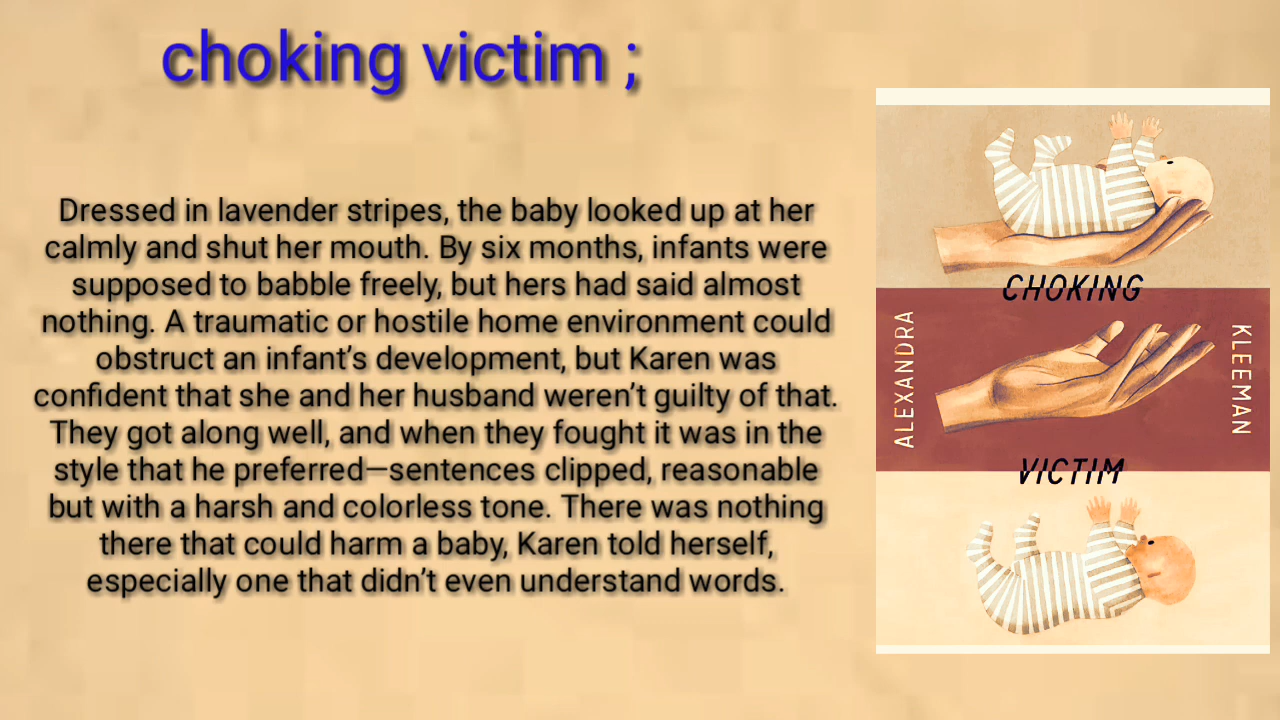 choking victim ;
Dressed in lavender stripes, the baby looked up at her
calmly and shut her mouth. By six months, infants were
supposed to babble freely, but hers had said almost
nothing. A traumatic or hostile home environment could
obstruct an infant’s development, but Karen was
confident that she and her husband weren’t guilty of that.
They got along well, and when they fought it was in the
style that he preferred—sentences clipped, reasonable
but with a harsh and colorless tone. There was nothing
there that could harm a baby, Karen told herself,
especially one that didn’t even understand words.
CHOKING
ALEXANDRA
KLEEMAN
VICTIM